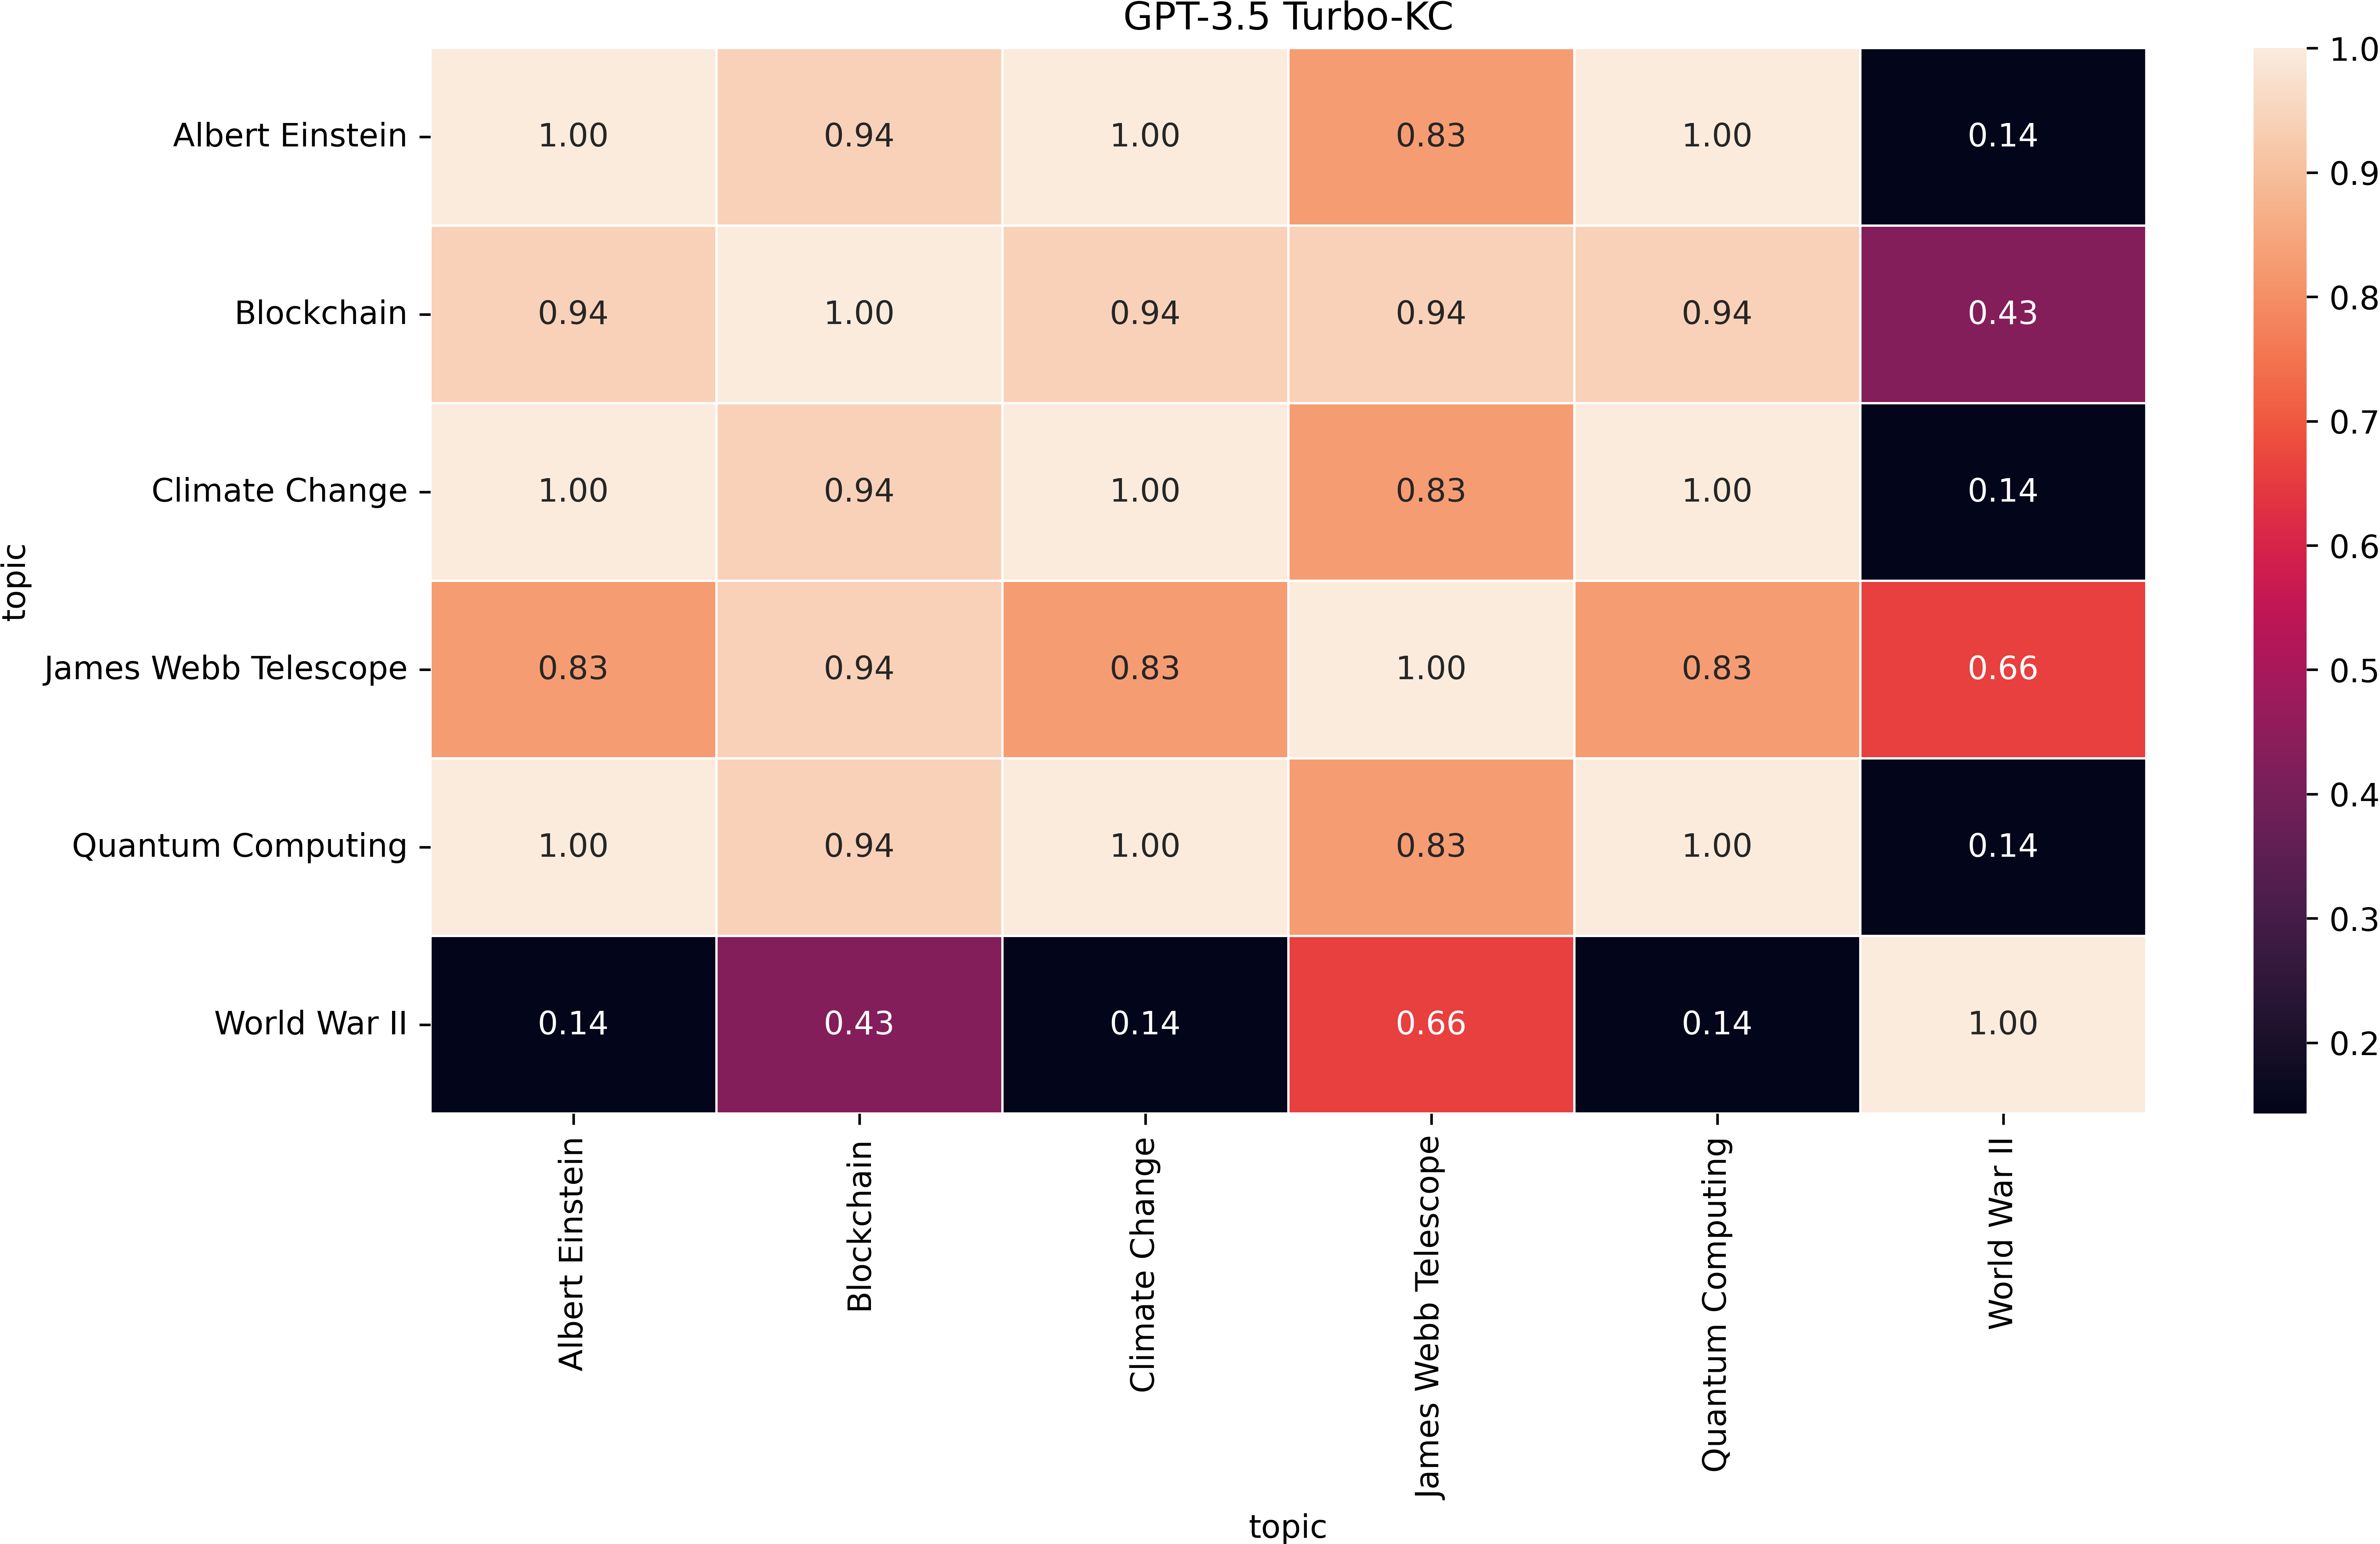 GPT-3.5 Turbo-KC
topic
Albert Einstein 1.00 0.94 1.00 0.83 1.00 0.14
Blockchain 0.94 1.00 0.94 0.94 0.94 0.43
Climate Change 1.00 0.94 1.00 0.83 1.00 0.14
James Webb Telescope 0.83 0.94 0.83 1.00 0.83 0.66
Quantum Computing 1.00 0.94 1.00 0.83 1.00 0.14
World War II 0.14 0.43 0.14 0.66 0.14 1.00
Albert Einstein
Blockchain
Climate Change
James Webb Telescope
Quantum Computing
World War II
topic
1.0
0.9
0.8
0.7
0.6
0.5
0.4
0.3
0.2